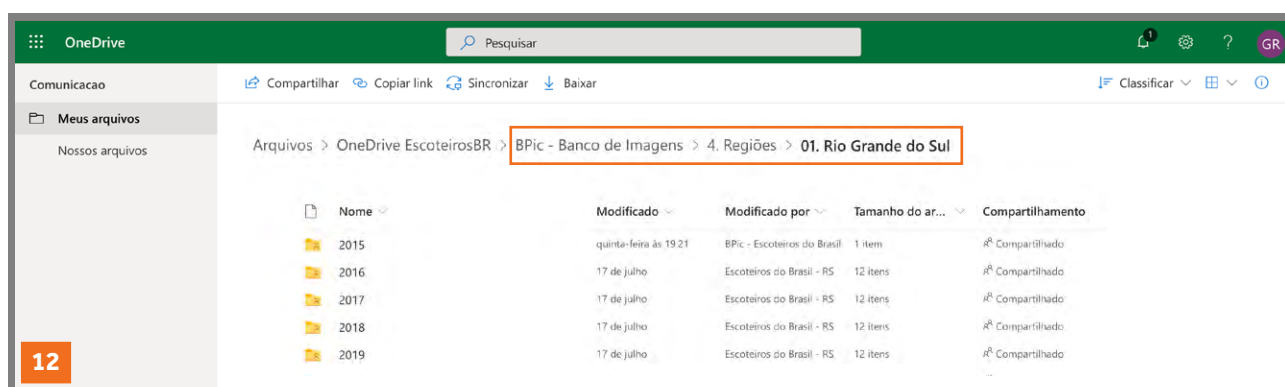 OneDrive Pesquisar 1 ? GR
Comunicacao Compartilhar Copiar link Sincronizar Baixar Classificar
Meus arquivos
Nossos arquivos
Arquivos > OneDrive EscoteirosBR > BPic - Banco de Imagens > 4. Regiões > 01. Rio Grande do Sul
Nome Modificado Modificado por Tamanho do ar... Compartilhamento
2015 quinta-feira às 19:21 BPic - Escoteiros do Brasil 1 item Compartilhado
2016 17 de julho Escoteiros do Brasil - RS 12 itens Compartilhado
2017 17 de julho Escoteiros do Brasil - RS 12 itens Compartilhado
2018 17 de julho Escoteiros do Brasil - RS 12 itens Compartilhado
2019 17 de julho Escoteiros do Brasil - RS 12 itens Compartilhado
12